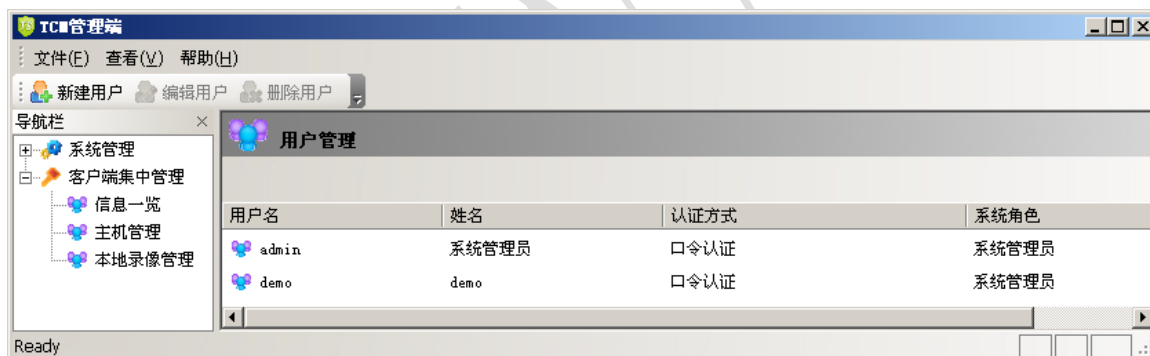 TCM管理端
文件(F) 查看(V) 帮助(H)
新建用户 编辑用户 删除用户
导航栏
用户管理
系统管理
客户端集中管理
信息一览
主机管理
本地录像管理
用户名 姓名 认证方式 系统角色
admin 系统管理员 口令认证 系统管理员
demo demo 口令认证 系统管理员
Ready